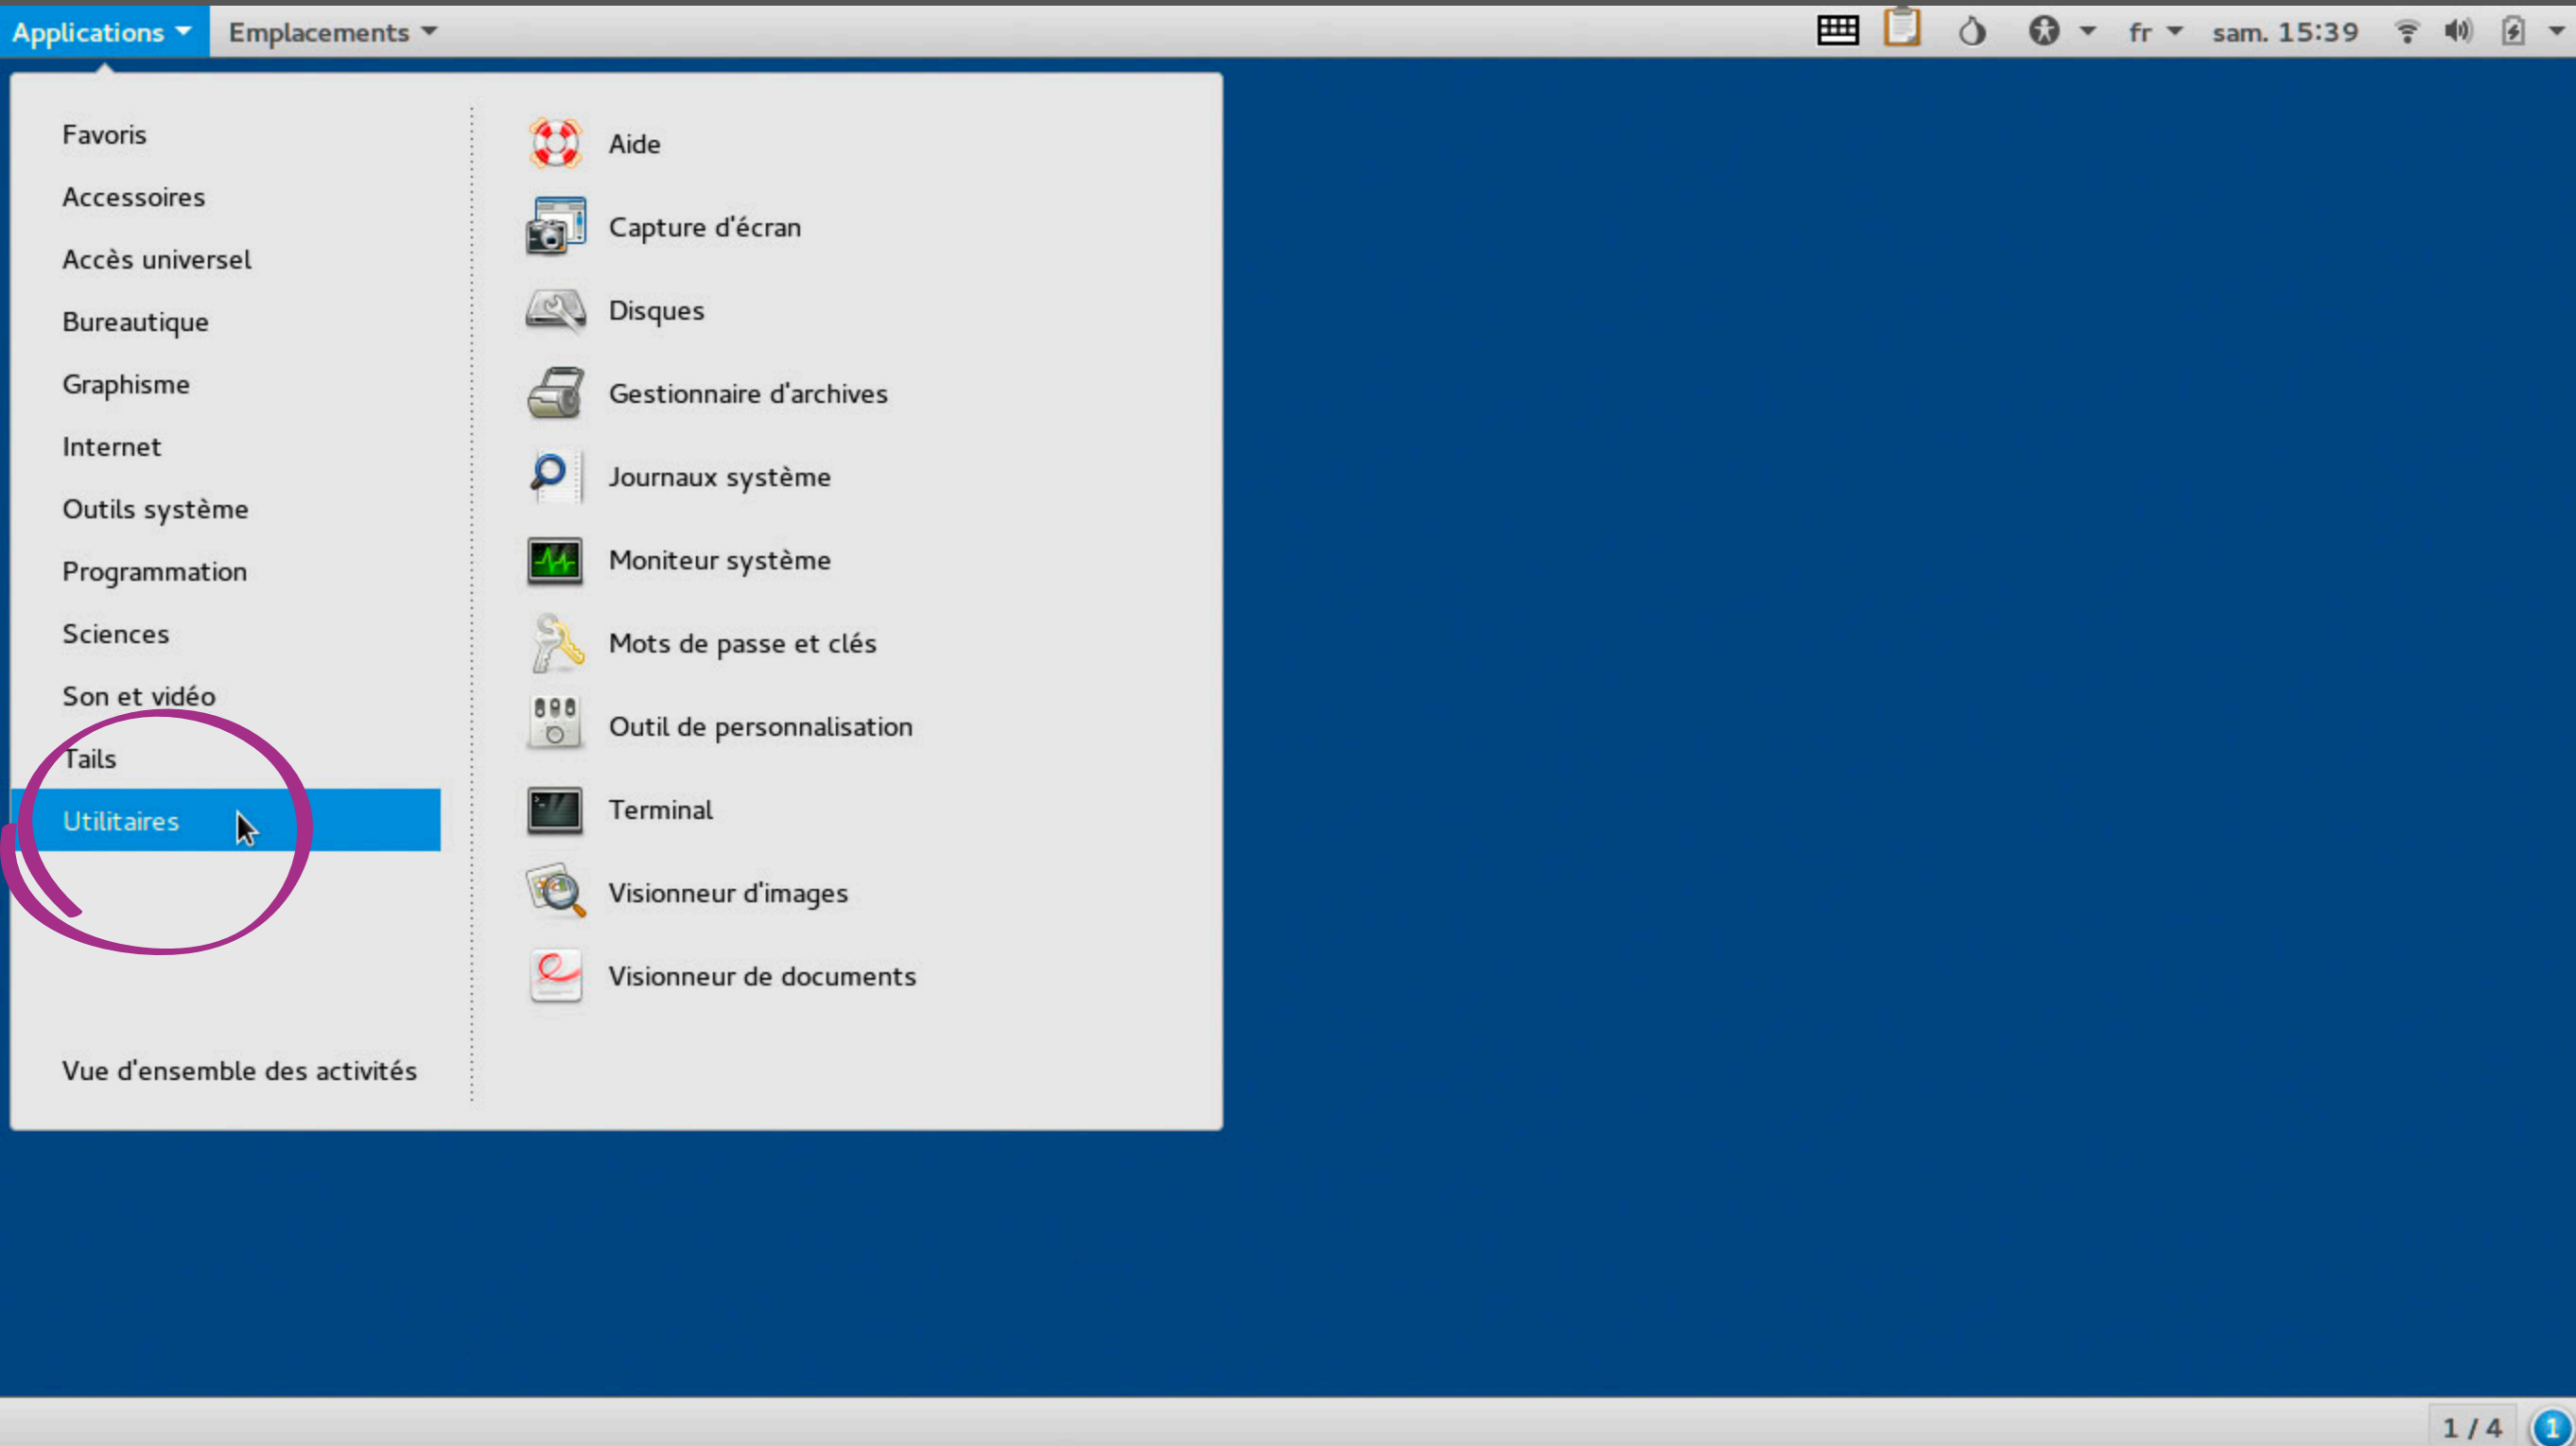 Applications Emplacements fr sam. 15:39
Favoris
Accessoires
Accès universel
Bureautique
Graphisme
Internet
Outils système
Programmation
Sciences
Son et vidéo
Tails
Utilitaires
Vue d'ensemble des activités
Aide
Capture d'écran
Disques
Gestionnaire d'archives
Journaux système
Moniteur système
Mots de passe et clés
Outil de personnalisation
Terminal
Visionneur d'images
Visionneur de documents
1 / 4 1